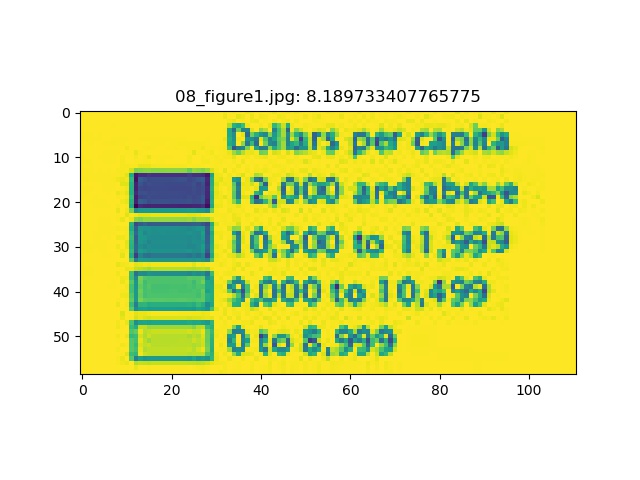 08_figure1.jpg: 8.189733407765775
0
10
20
30
40
50
Dollars per capita
12,000 and above
10,500 to 11,999
9,000 to 10,499
0 to 8,999
0 20 40 60 80 100